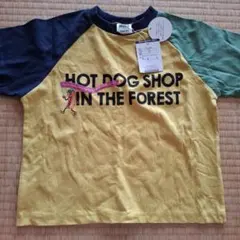 HOT DOG SHOP
IN THE FOREST